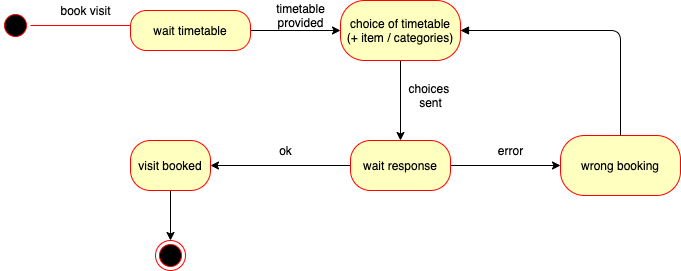 book visit
wait timetable
timetable
provided
choice of timetable
(+ item / categories)
choices
sent
visit booked
ok
wait response
error
wrong booking